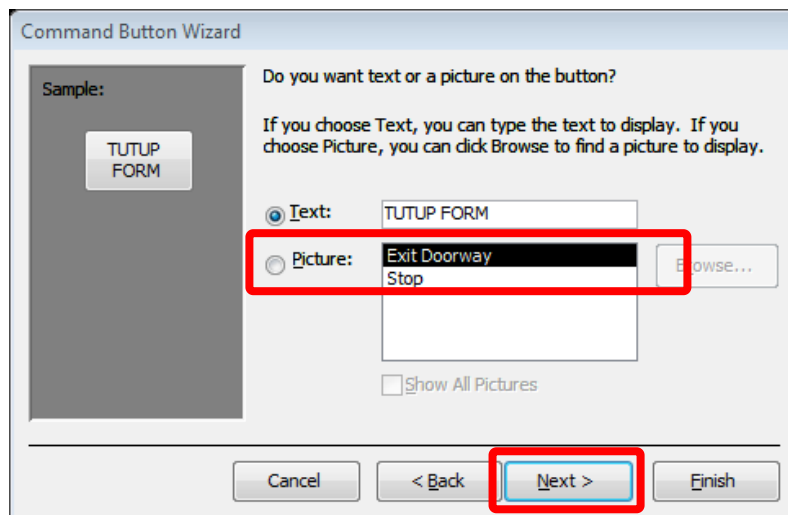 Command Button Wizard
Sample:
TUTUP
FORM
Do you want text or a picture on the button?
If you choose Text, you can type the text to display. If you
choose Picture, you can click Browse to find a picture to display.
Text: TUTUP FORM
Picture: Exit Doorway
Stop
Browse...
Show All Pictures
Cancel < Back Next > Finish